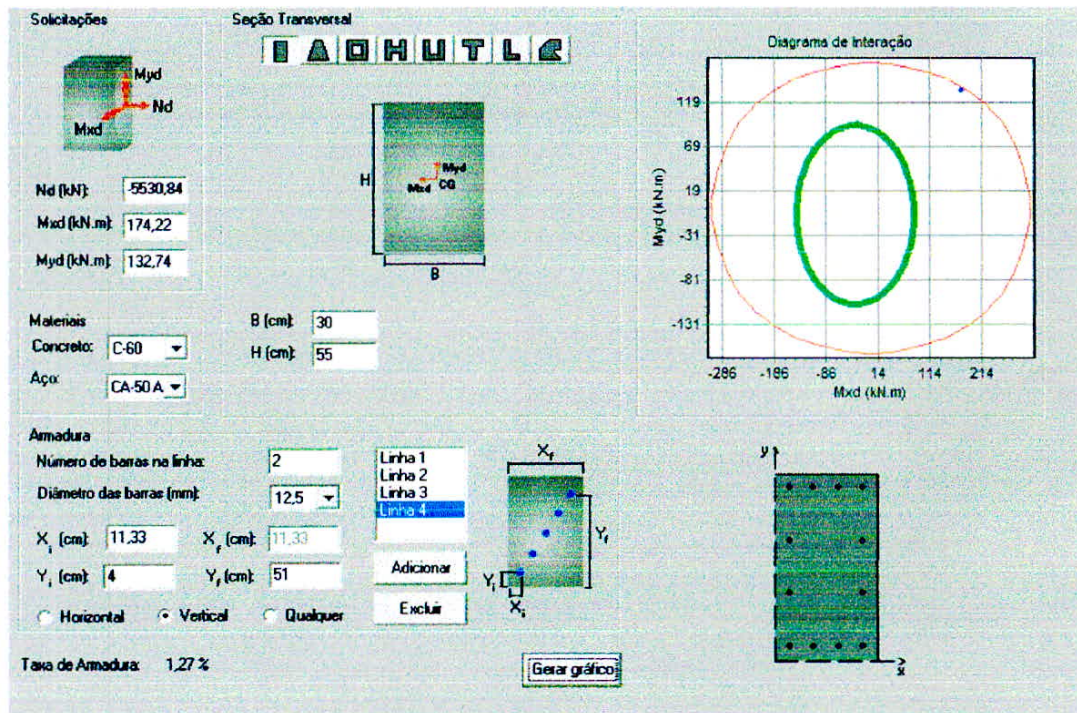 Solicitações
Myd
Nd
Mxd
Nd (kN): -5530,84
Mxd (kN.m): 174,22
Myd (kN.m): 132,74
Seção Transversal
H
Myd
Mxd
CG
B
B (cm): 30
H (cm): 55
Diagrama de Interação
Myd (kN.m)
119
69
19
-31
-81
-131
-286 -186 -86 14 114 214
Mxd (kN.m)
Materiais
Concreto: C-60
Aço: CA-50 A
Armadura
Número de barras na linha: 2
Diâmetro das barras (mm): 12,5
Xi (cm): 11,33 Xf (cm): 11,33
Yi (cm): 4 Yf (cm): 51
Horizontal Vertical Qualquer
Linha 1
Linha 2
Linha 3
Linha 4
Adicionar
Excluir
Xf
Yf
Yi
Xi
y
x
Taxa de Armadura: 1,27 %
Gerar gráfico